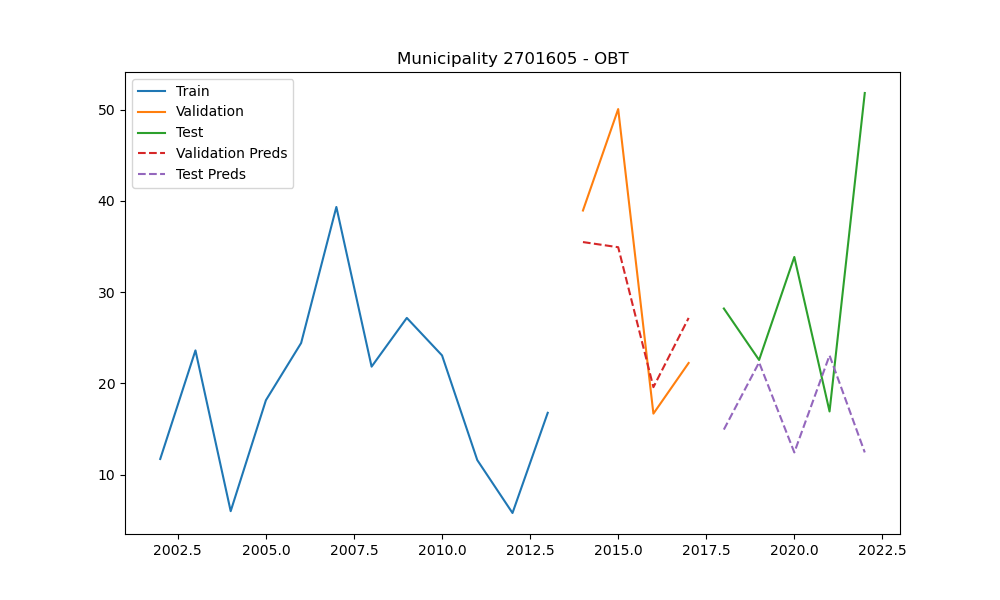 Municipality 2701605 - OBT
Train
Validation
Test
Validation Preds
Test Preds
50
40
30
20
10
2002.5 2005.0 2007.5 2010.0 2012.5 2015.0 2017.5 2020.0 2022.5